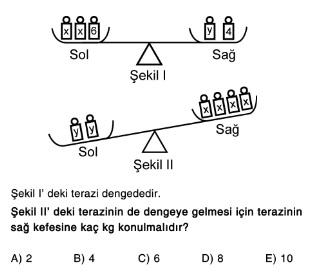 x x 6 y 4
Sol Sağ
Şekil I
y y x x x x
Sol Sağ
Şekil II
Şekil I' deki terazi dengededir.
Şekil II' deki terazinin de dengeye gelmesi için terazinin
sağ kefesine kaç kg konulmalıdır?
A) 2 B) 4 C) 6 D) 8 E) 10